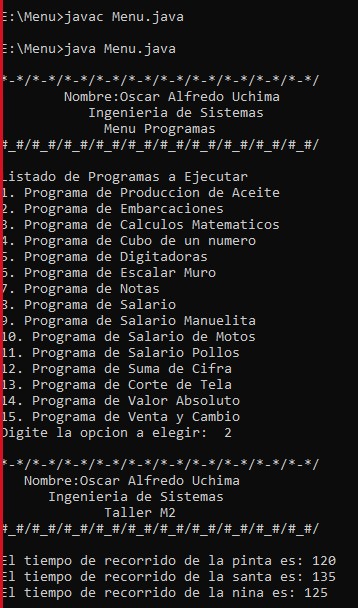 E:\Menu>javac Menu.java
E:\Menu>java Menu.java
*-*/*-*/*-*/*-*/*-*/*-*/*-*/*-*/*-*/*-*/
Nombre:Oscar Alfredo Uchima
Ingenieria de Sistemas
Menu Programas
#_#/#_#/#_#/#_#/#_#/#_#/#_#/#_#/#_#/#_#/
Listado de Programas a Ejecutar
1. Programa de Produccion de Aceite
2. Programa de Embarcaciones
3. Programa de Calculos Matematicos
4. Programa de Cubo de un numero
5. Programa de Digitadoras
6. Programa de Escalar Muro
7. Programa de Notas
8. Programa de Salario
9. Programa de Salario Manuelita
10. Programa de Salario de Motos
11. Programa de Salario Pollos
12. Programa de Suma de Cifra
13. Programa de Corte de Tela
14. Programa de Valor Absoluto
15. Programa de Venta y Cambio
Digite la opcion a elegir:  2
*-*/*-*/*-*/*-*/*-*/*-*/*-*/*-*/*-*/*-*/
Nombre:Oscar Alfredo Uchima
Ingenieria de Sistemas
Taller M2
#_#/#_#/#_#/#_#/#_#/#_#/#_#/#_#/#_#/#_#/
El tiempo de recorrido de la pinta es: 120
El tiempo de recorrido de la santa es: 135
El tiempo de recorrido de la nina es: 125